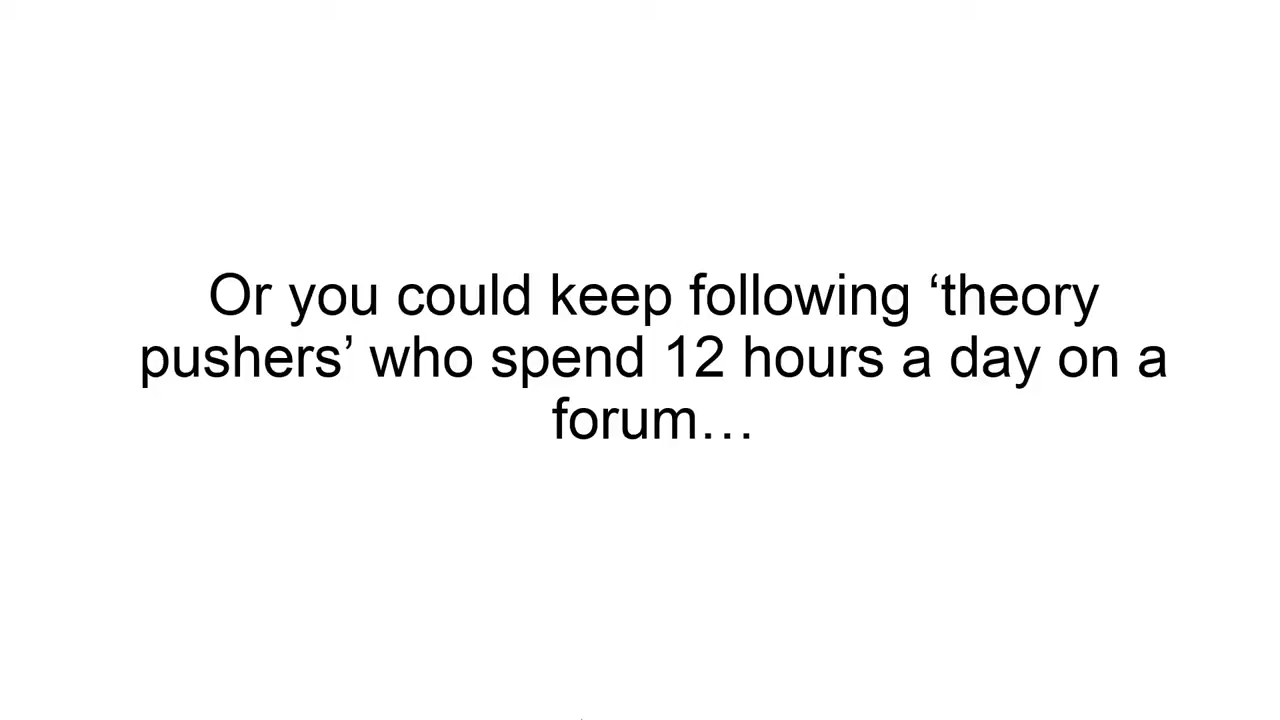 Or you could keep following ‘theory
pushers’ who spend 12 hours a day on a
forum…